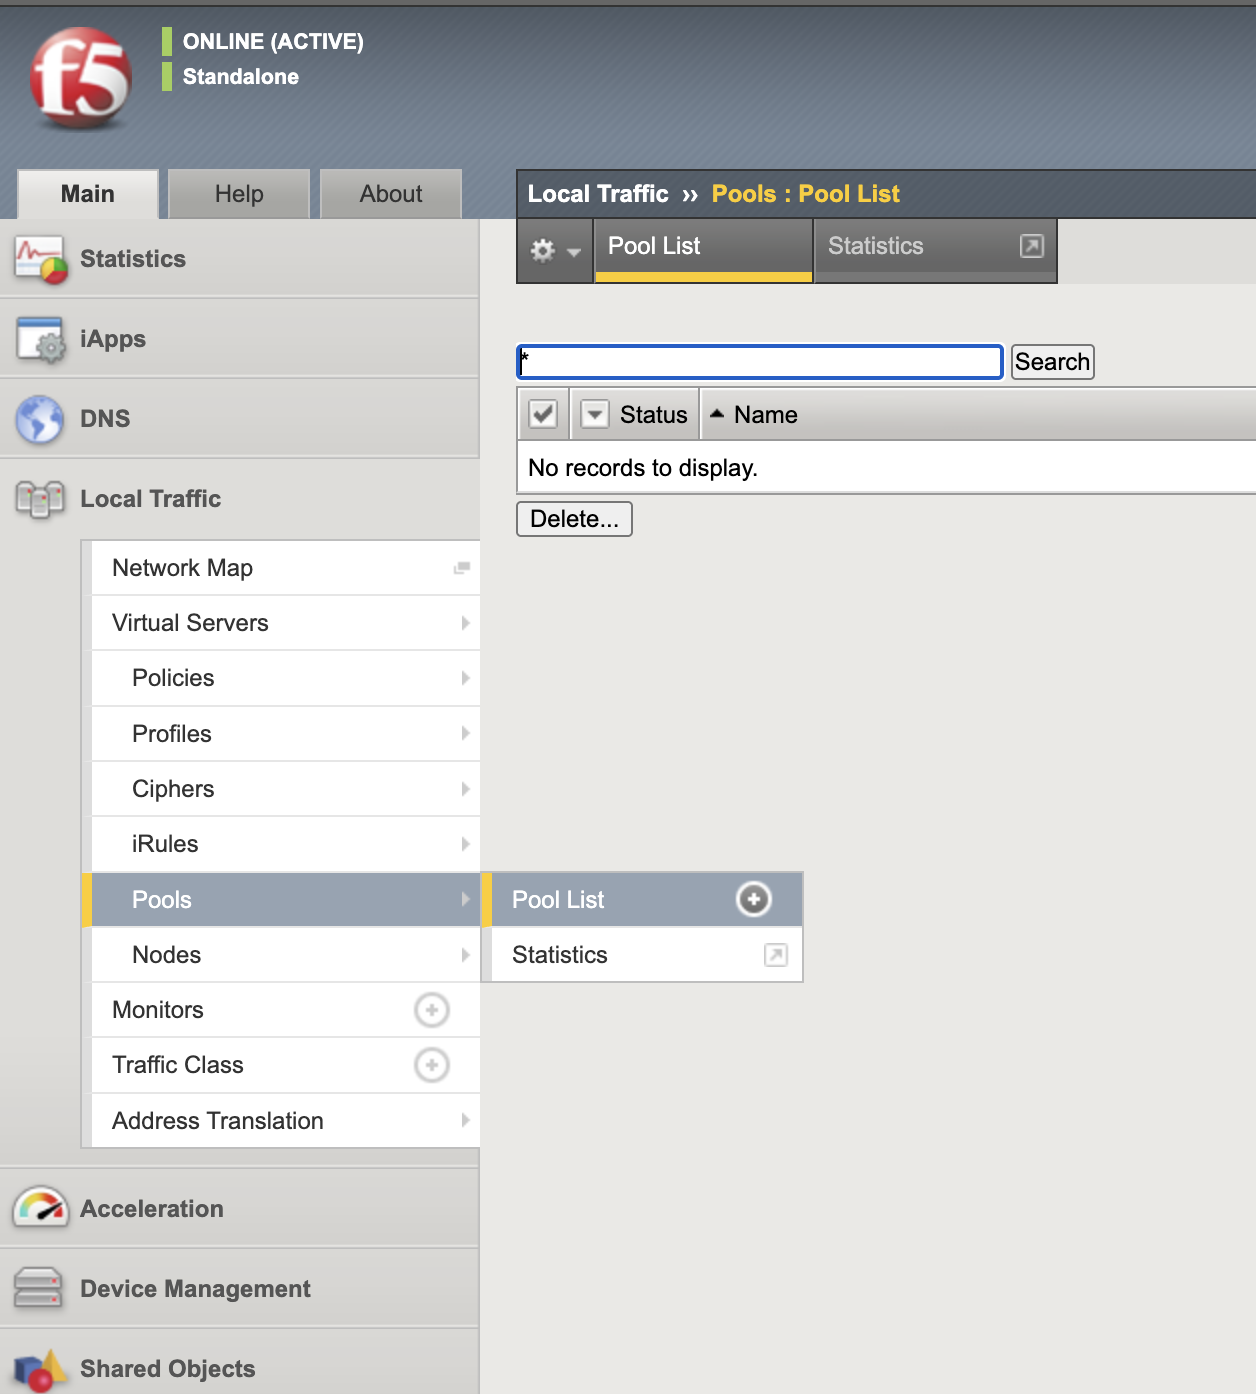 f5
ONLINE (ACTIVE)
Standalone
Main
Help
About
Local Traffic ›› Pools : Pool List
Pool List
Statistics
Statistics
iApps
DNS
Local Traffic
Network Map
Virtual Servers
Policies
Profiles
Ciphers
iRules
Pools
Nodes
Monitors
Traffic Class
Address Translation
Acceleration
Device Management
Shared Objects
Pool List
Statistics
*
Search
Status
Name
No records to display.
Delete...